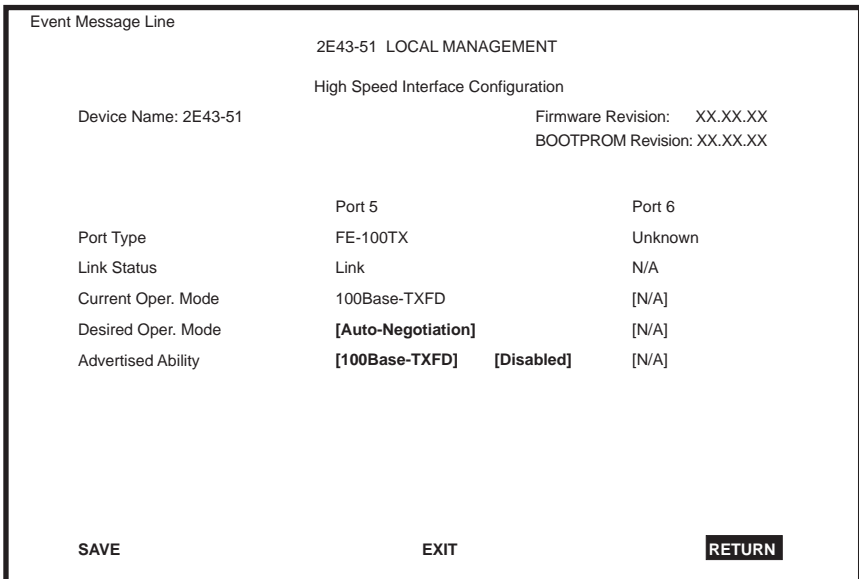 Event Message Line
2E43-51 LOCAL MANAGEMENT
High Speed Interface Configuration
Device Name: 2E43-51 Firmware Revision: XX.XX.XX
BOOTPROM Revision: XX.XX.XX
Port 5 Port 6
Port Type FE-100TX Unknown
Link Status Link N/A
Current Oper. Mode 100Base-TXFD [N/A]
Desired Oper. Mode [Auto-Negotiation] [N/A]
Advertised Ability [100Base-TXFD] [Disabled] [N/A]
SAVE EXIT RETURN